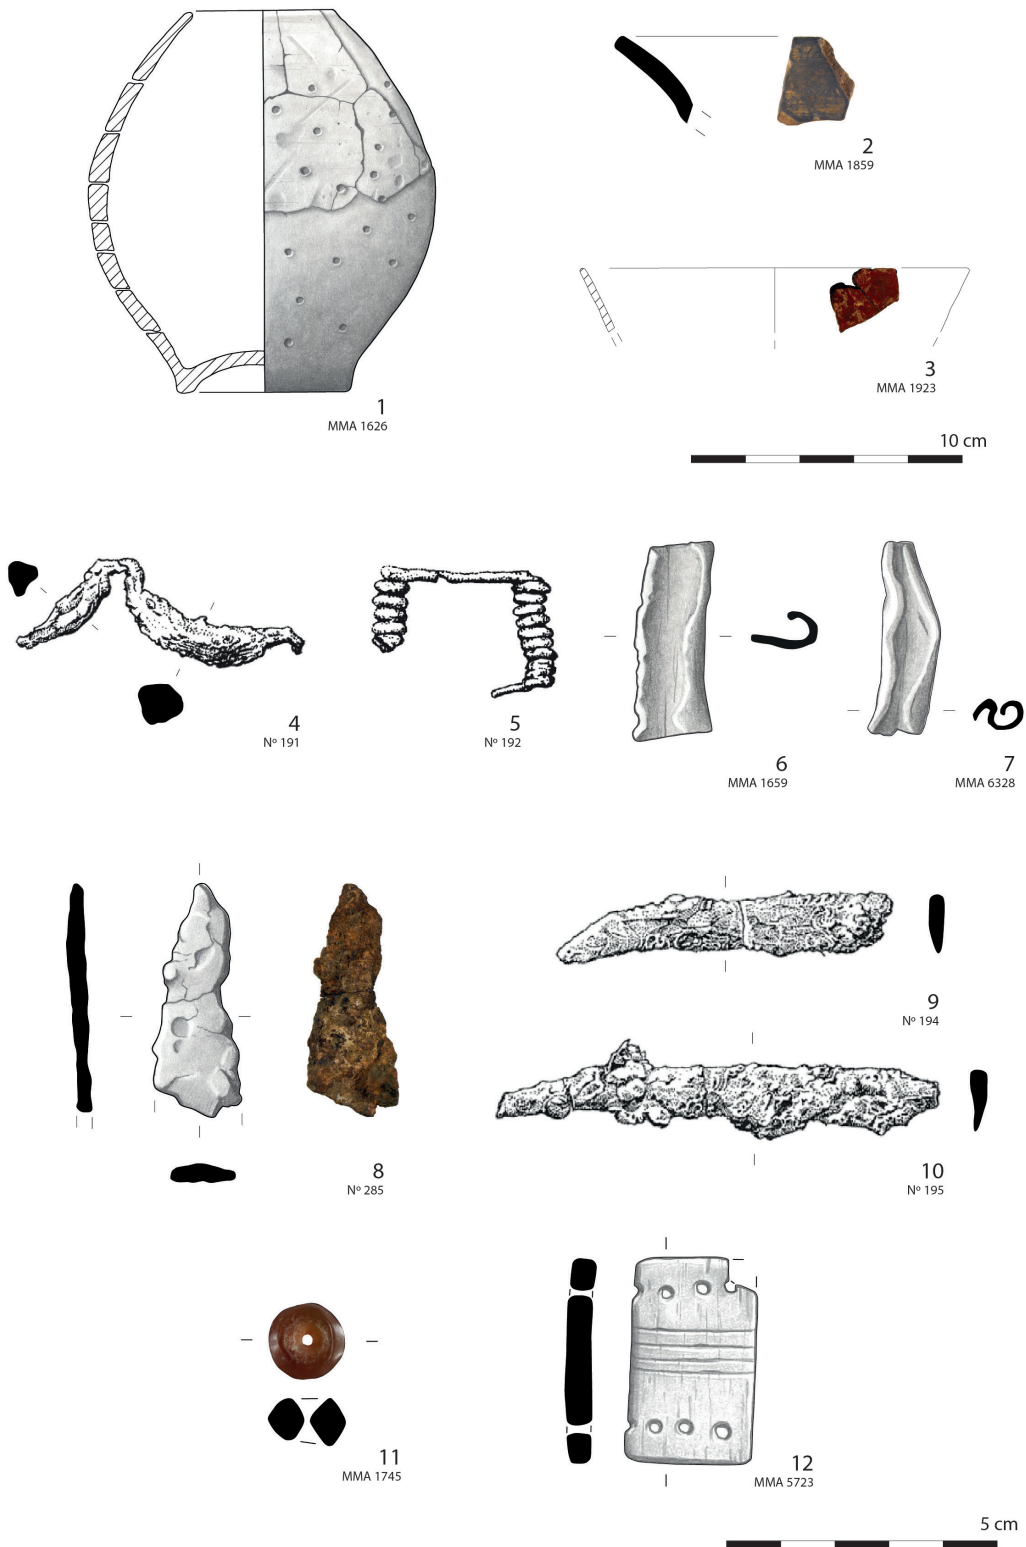 1
MMA 1626
2
MMA 1859
3
MMA 1923
10 cm
4
Nº 191
5
Nº 192
6
MMA 1659
7
MMA 6328
8
Nº 285
9
Nº 194
10
Nº 195
11
MMA 1745
12
MMA 5723
5 cm